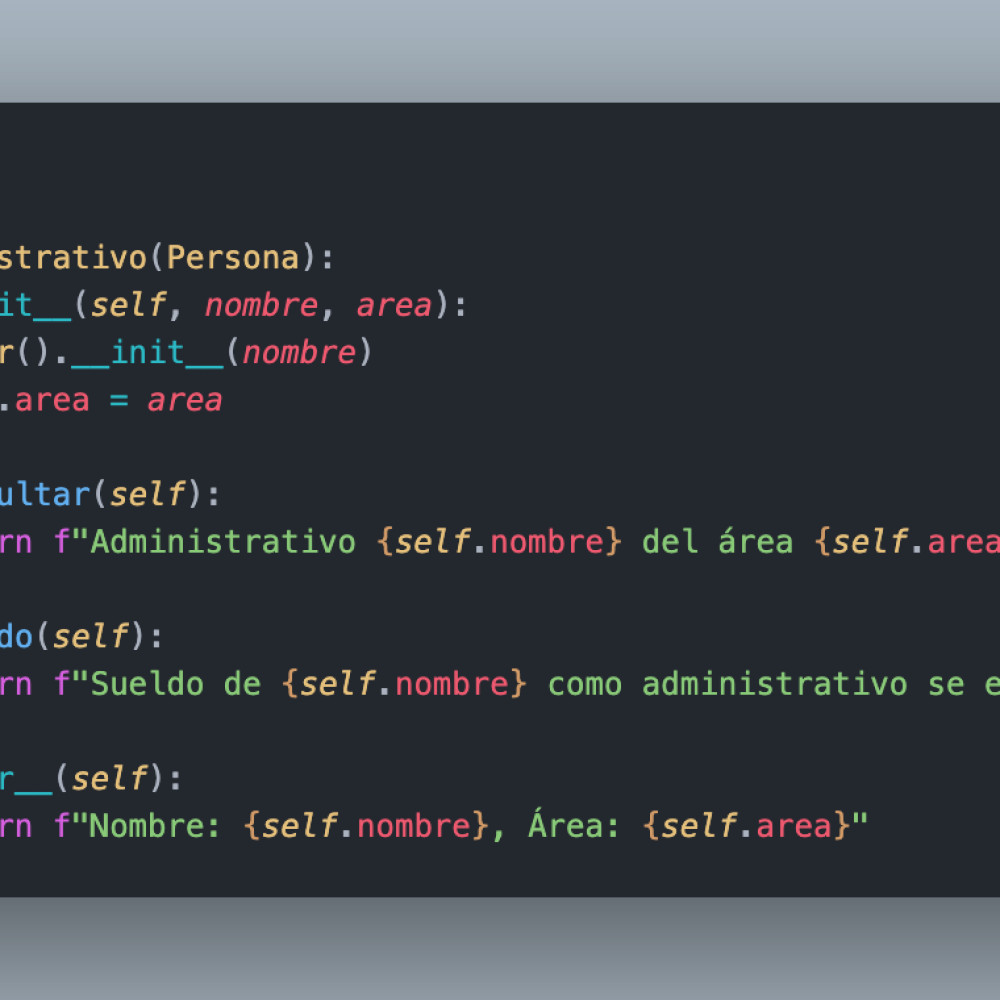 strativo(Persona):
it__(self, nombre, area):
r().__init__(nombre)
.area = area
ultar(self):
rn f"Administrativo {self.nombre} del área {self.area
do(self):
rn f"Sueldo de {self.nombre} como administrativo se e
r__(self):
rn f"Nombre: {self.nombre}, Área: {self.area}"